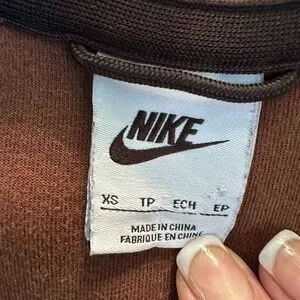 NIKE
XS TP ECH EP
MADE IN CHINA
FABRIQUÉ EN CHINE